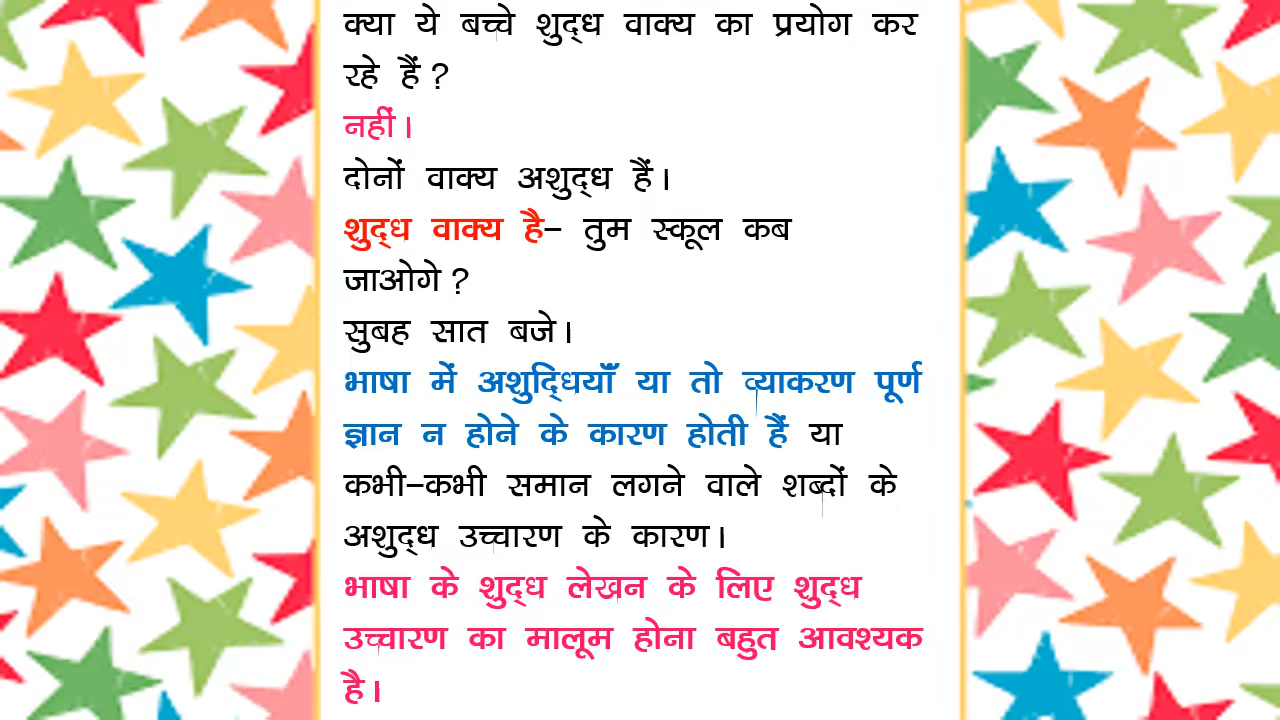 क्या ये बच्चे शुद्ध वाक्य का प्रयोग कर
रहे हैं ?
नहीं।
दोनों वाक्य अशुद्ध हैं।
शुद्ध वाक्य है– तुम स्कूल कब
जाओगे ?
सुबह सात बजे।
भाषा में अशुद्धियाँ या तो व्याकरण पूर्ण
ज्ञान न होने के कारण होती हैं या
कभी–कभी समान लगने वाले शब्दों के
अशुद्ध उच्चारण के कारण।
भाषा के शुद्ध लेखन के लिए शुद्ध
उच्चारण का मालूम होना बहुत आवश्यक
है।